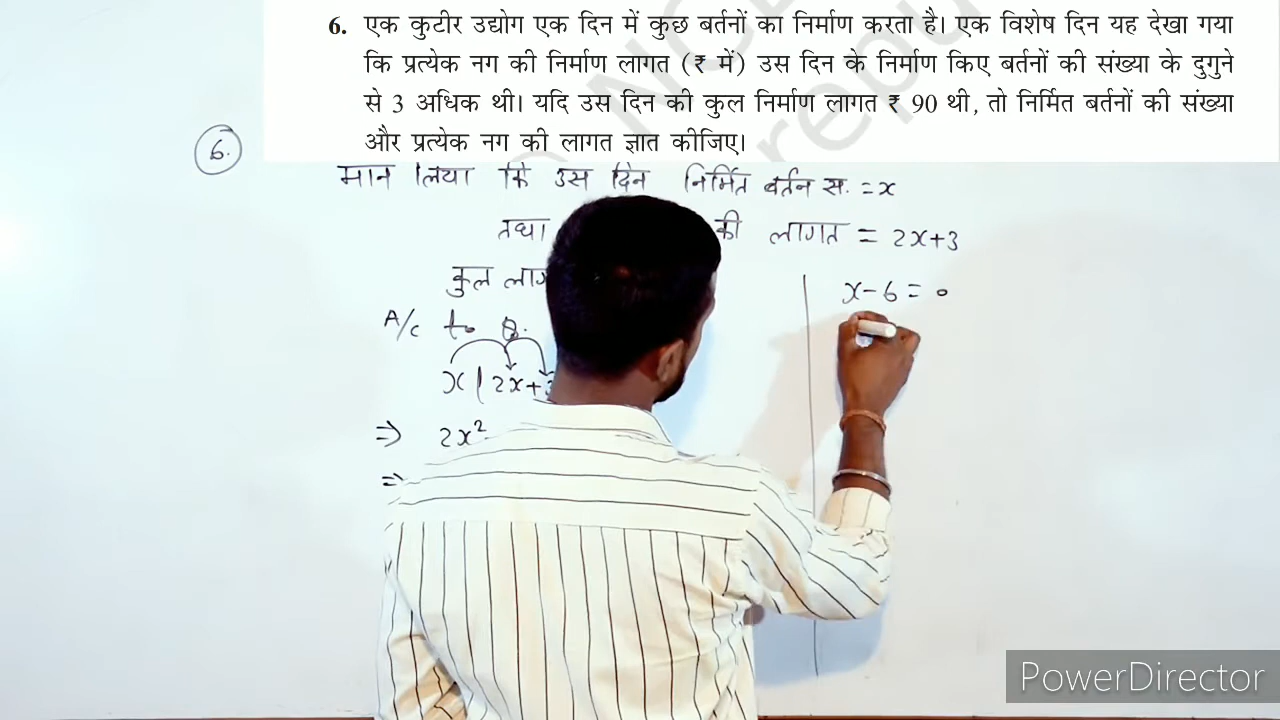 6. एक कुटीर उद्योग एक दिन में कुछ बर्तनों का निर्माण करता है। एक विशेष दिन यह देखा गया
कि प्रत्येक नग की निर्माण लागत (₹ में) उस दिन के निर्माण किए बर्तनों की संख्या के दुगुने
से 3 अधिक थी। यदि उस दिन की कुल निर्माण लागत ₹ 90 थी, तो निर्मित बर्तनों की संख्या
और प्रत्येक नग की लागत ज्ञात कीजिए।
6.
मान लिया कि उस दिन निर्मित बर्तन स. = x
तथा की लागत = 2x+3
कुल लाग
A/c to Q.
x(2x+3
⇒ 2x²
⇒
x-6 = 0
PowerDirector